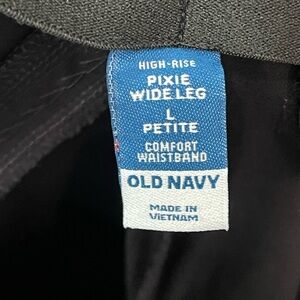 HIGH-RISE
PIXIE
WIDE LEG
L
PETITE
COMFORT
WAISTBAND
OLD NAVY
MADE IN
VIETNAM